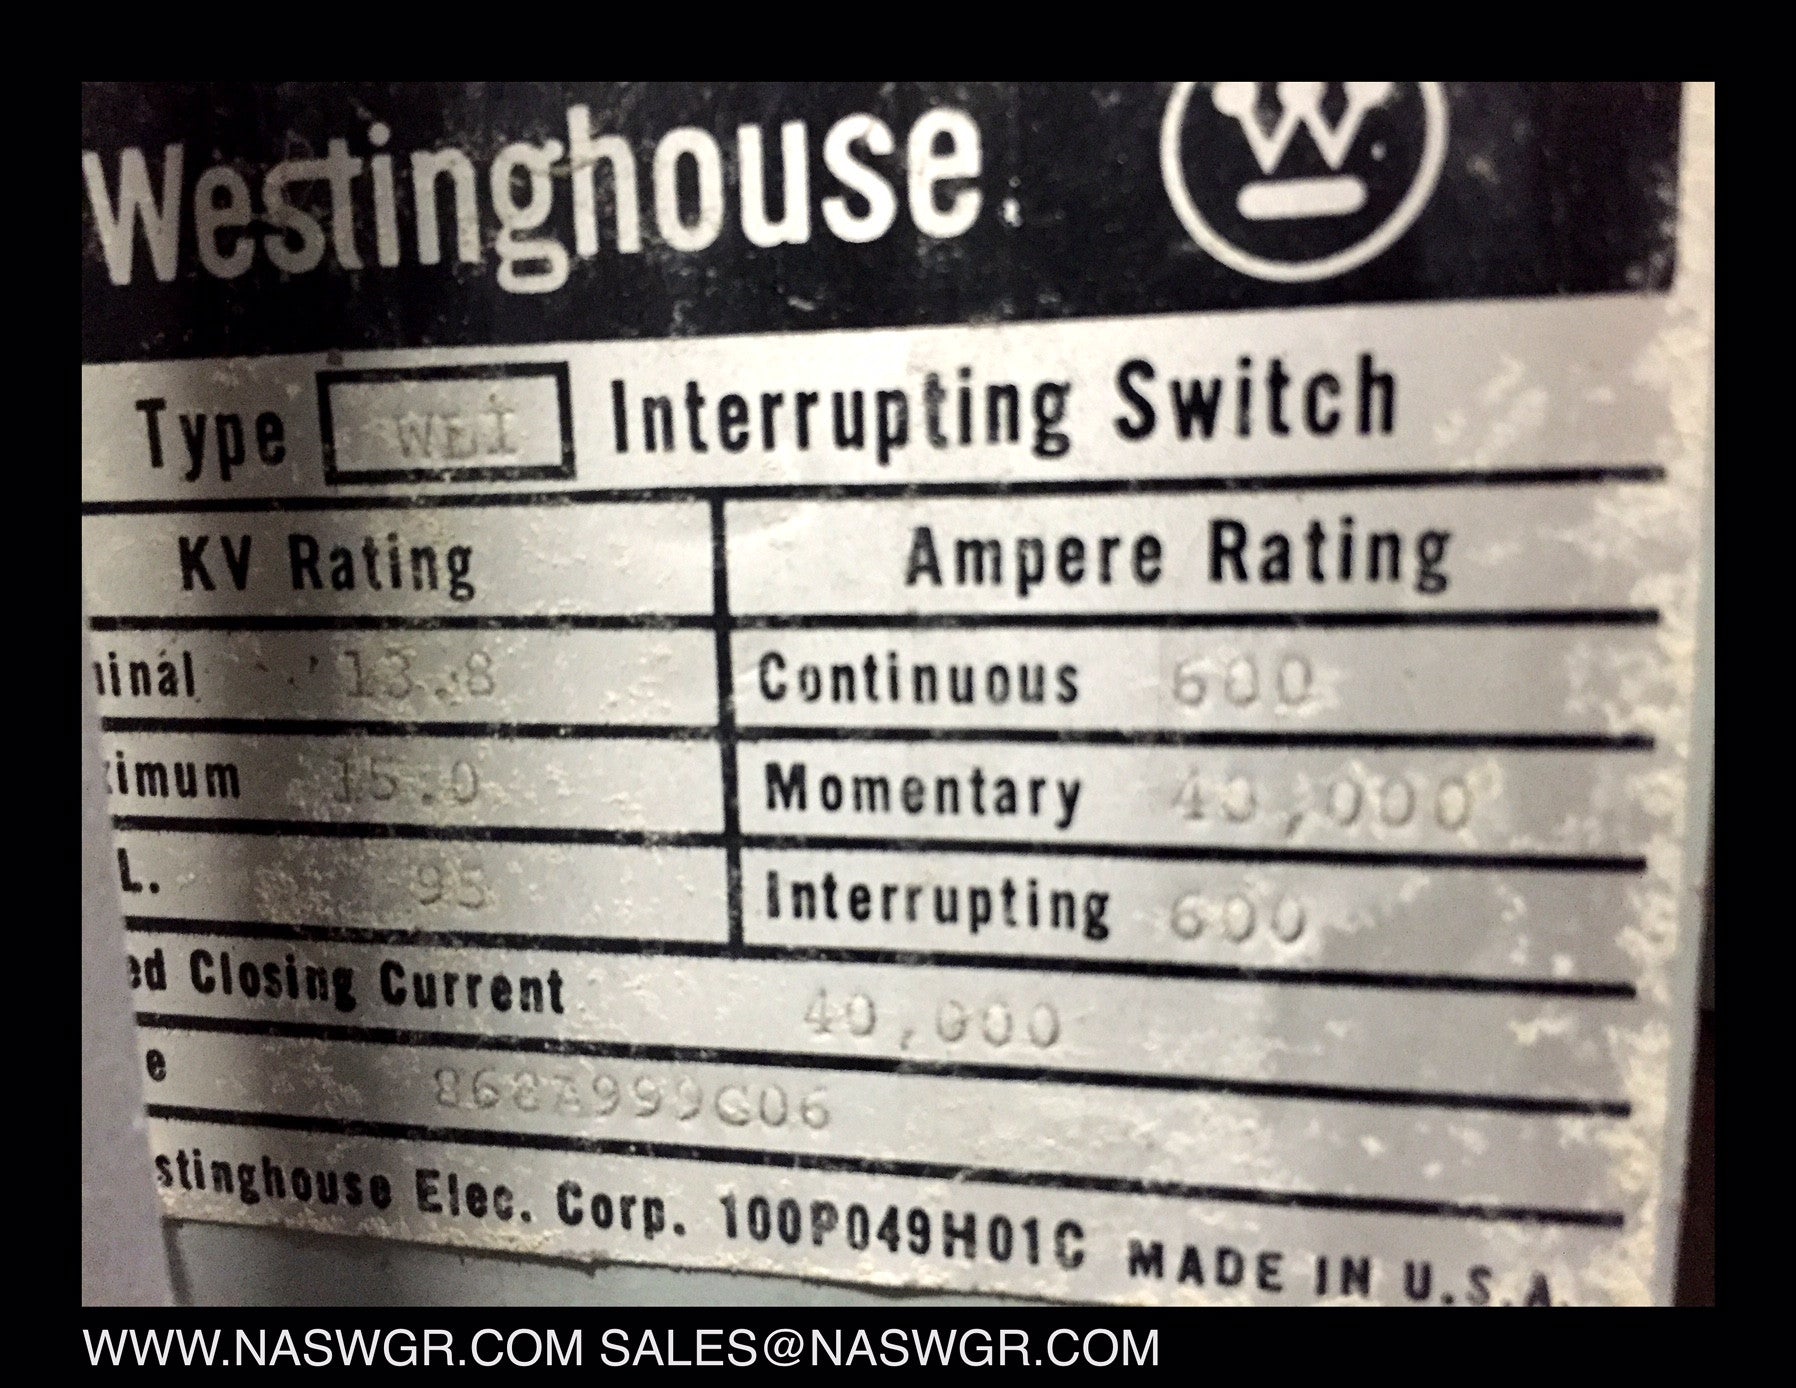 Westinghouse
W
Type WLI Interrupting Switch
KV Rating Ampere Rating
inal 13.8 Continuous 600
imum 15.0 Momentary 40,000
L. 95 Interrupting 600
ed Closing Current 40,000
e G06
stinghouse Elec. Corp. 100P049H01C MADE IN U.S.A.
WWW.NASWGR.COM SALES@NASWGR.COM